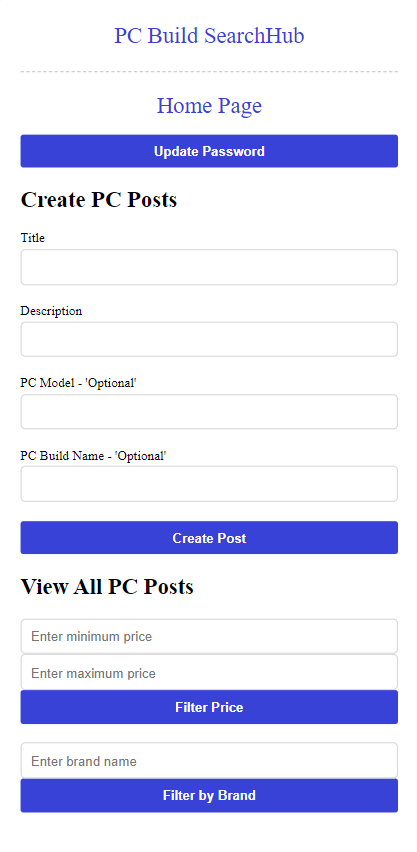 PC Build SearchHub
Home Page
Update Password
Create PC Posts
Title
Description
PC Model - 'Optional'
PC Build Name - 'Optional'
Create Post
View All PC Posts
Enter minimum price
Enter maximum price
Filter Price
Enter brand name
Filter by Brand